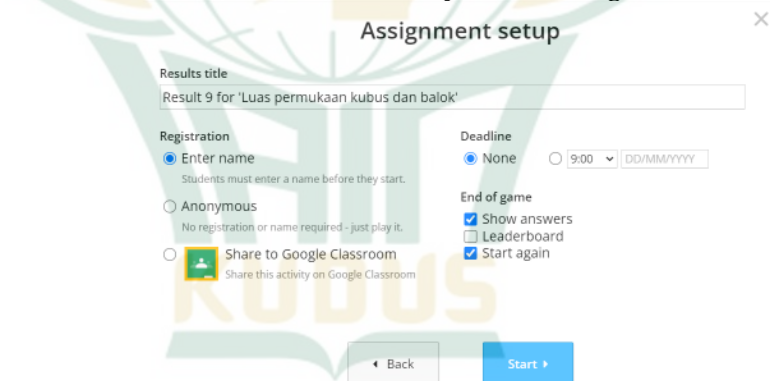 Assignment setup
Results title
Result 9 for 'Luas permukaan kubus dan balok'
Registration
Enter name
Students must enter a name before they start.
Anonymous
No registration or name required - just play it.
Share to Google Classroom
Share this activity on Google Classroom
Deadline
None
9:00 DD/MM/YYYY
End of game
Show answers
Leaderboard
Start again
KUDUS
Back
Start